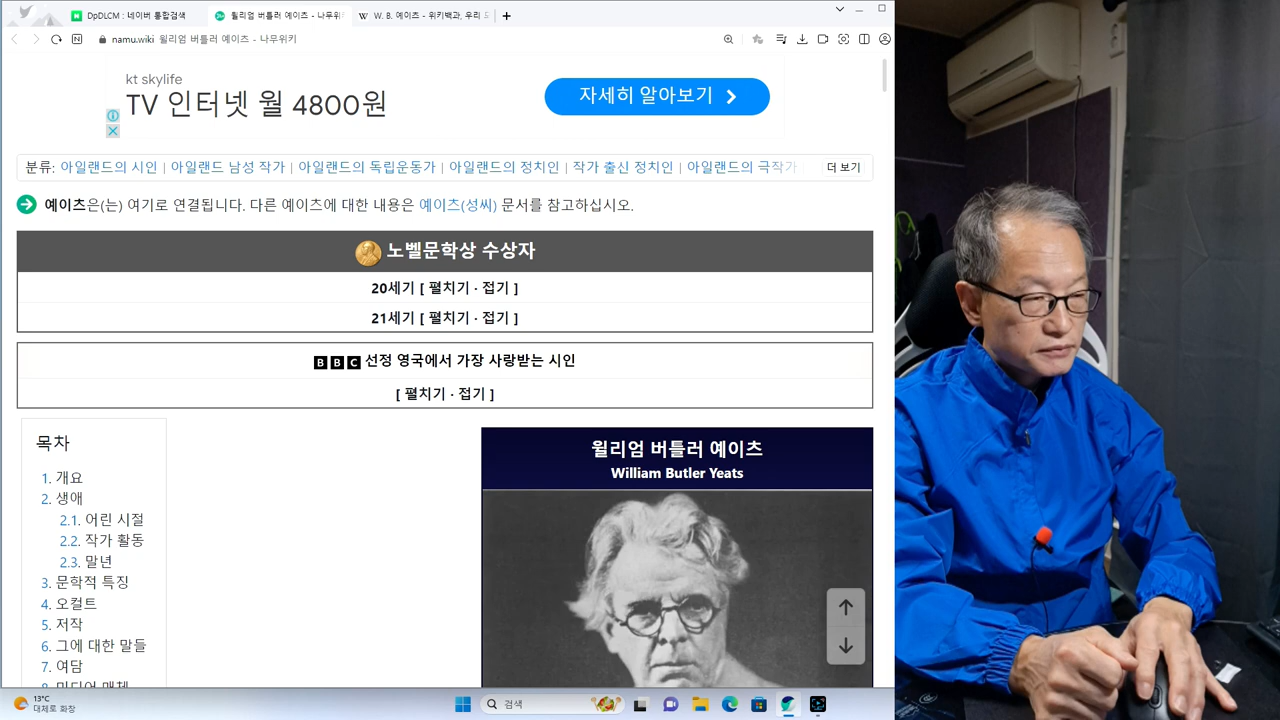 DpDLCM : 네이버 통합검색
윌리엄 버틀러 예이츠 - 나무위키
W. B. 예이츠 - 위키백과, 우리 모
namu.wiki 윌리엄 버틀러 예이츠 - 나무위키
kt skylife
TV 인터넷 월 4800원
자세히 알아보기
분류: 아일랜드의 시인 | 아일랜드 남성 작가 | 아일랜드의 독립운동가 | 아일랜드의 정치인 | 작가 출신 정치인 | 아일랜드의 극작가
더 보기
예이츠은(는) 여기로 연결됩니다. 다른 예이츠에 대한 내용은 예이츠(성씨) 문서를 참고하십시오.
노벨문학상 수상자
20세기 [ 펼치기 · 접기 ]
21세기 [ 펼치기 · 접기 ]
BBC 선정 영국에서 가장 사랑받는 시인
[ 펼치기 · 접기 ]
목차
1. 개요
2. 생애
2.1. 어린 시절
2.2. 작가 활동
2.3. 말년
3. 문학적 특징
4. 오컬트
5. 저작
6. 그에 대한 말들
7. 여담
8. 미디어 매체
윌리엄 버틀러 예이츠
William Butler Yeats
13°C
대체로 화창
검색